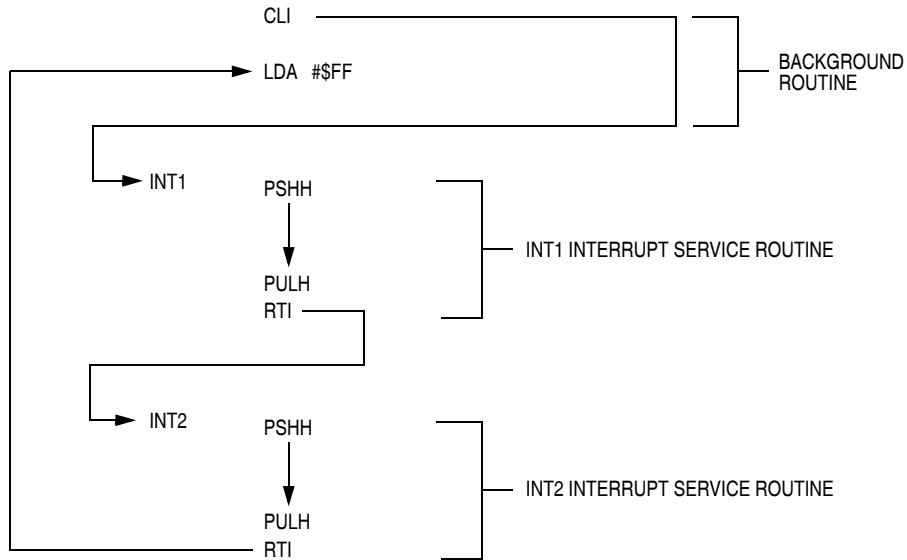 CLI
LDA #$FF
BACKGROUND
ROUTINE
INT1
PSHH
INT1 INTERRUPT SERVICE ROUTINE
PULH
RTI
INT2
PSHH
INT2 INTERRUPT SERVICE ROUTINE
PULH
RTI